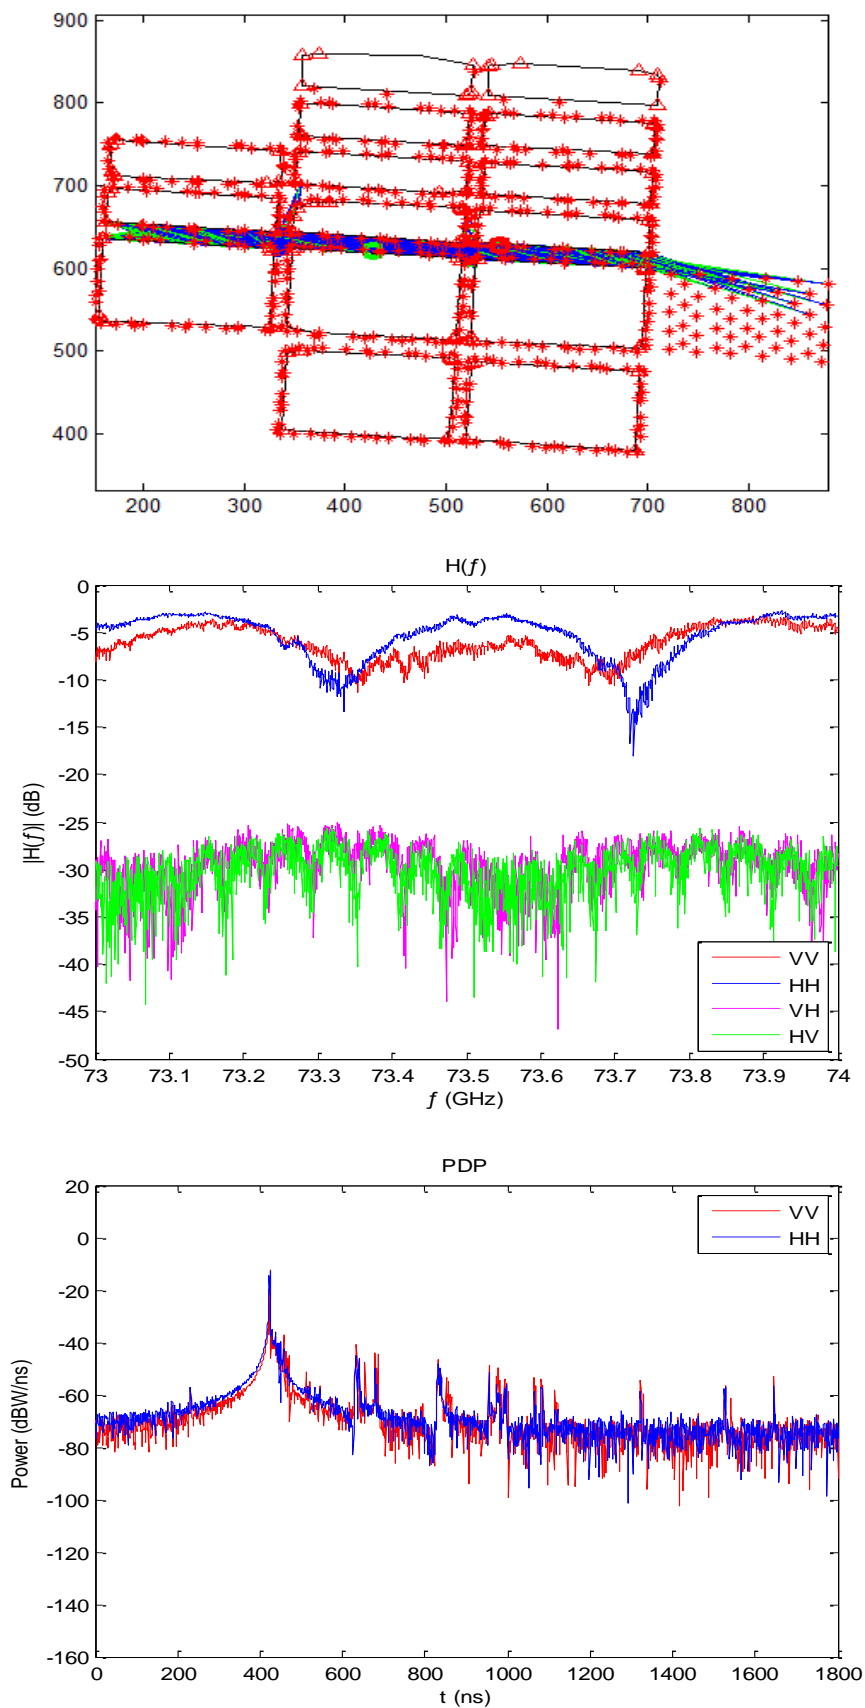 900
800
700
600
500
400
200 300 400 500 600 700 800
H(ƒ)
0
-5
-10
-15
-20
-25
-30
-35
-40
-45
-50
|H(ƒ)| (dB)
VV
HH
VH
HV
73 73.1 73.2 73.3 73.4 73.5 73.6 73.7 73.8 73.9 74
ƒ (GHz)
PDP
20
0
-20
-40
-60
-80
-100
-120
-140
-160
Power (dBW/ns)
VV
HH
0 200 400 600 800 1000 1200 1400 1600 1800
t (ns)